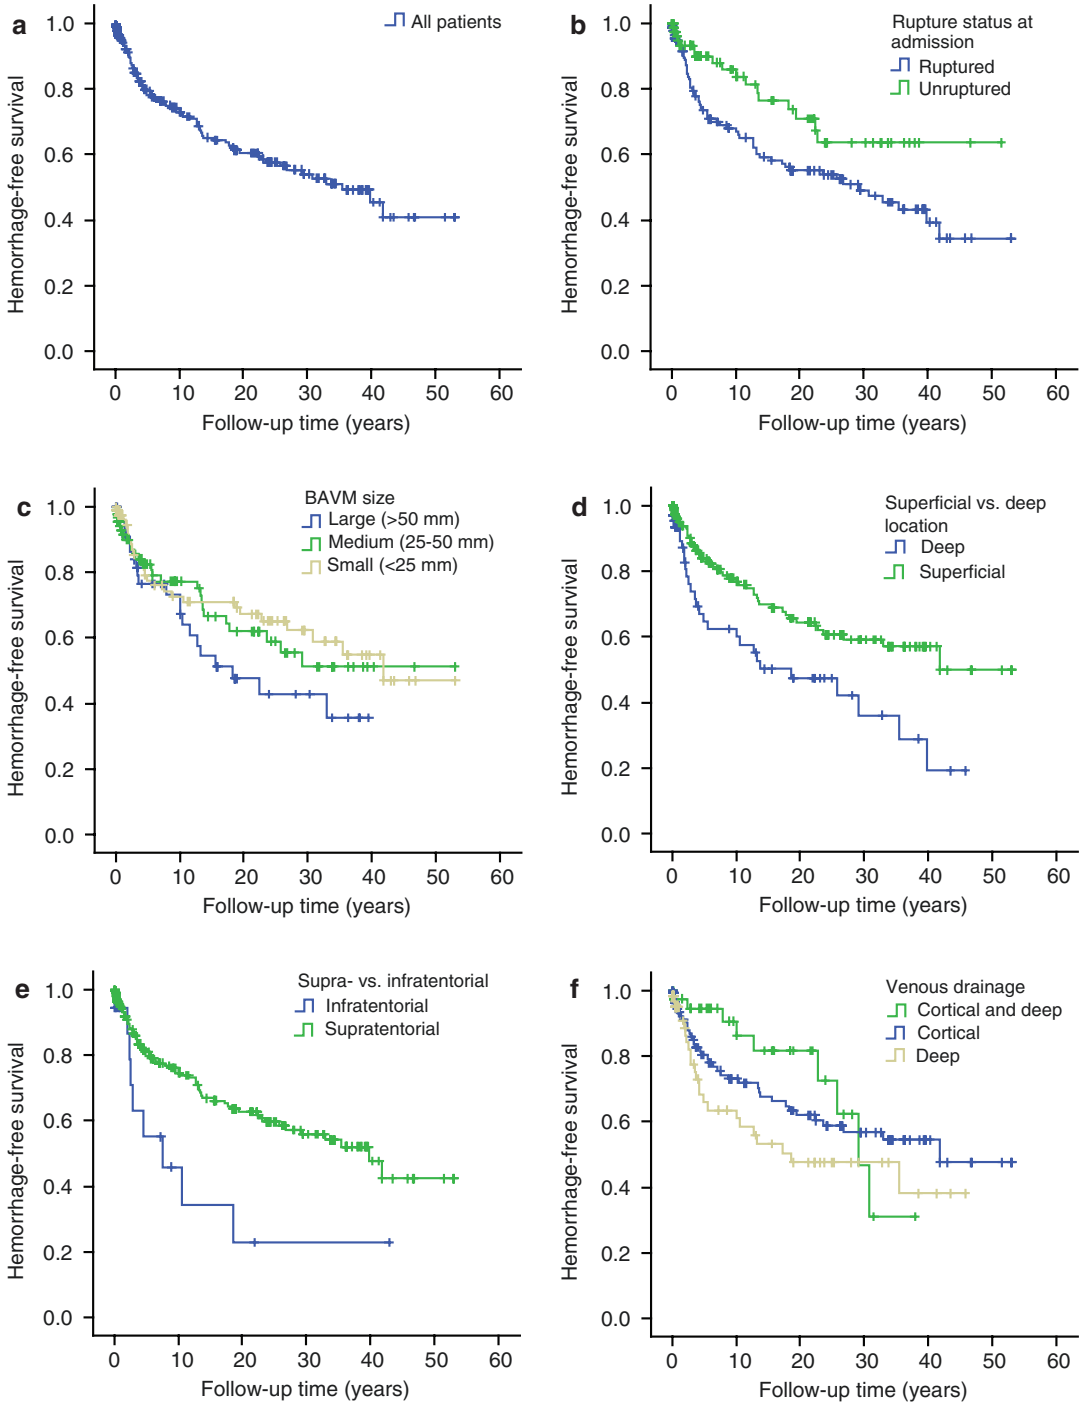 a
All patients
Hemorrhage-free survival
1.0
0.8
0.6
0.4
0.2
0.0
0 10 20 30 40 50 60
Follow-up time (years)
b
Rupture status at
admission
Ruptured
Unruptured
Hemorrhage-free survival
1.0
0.8
0.6
0.4
0.2
0.0
0 10 20 30 40 50 60
Follow-up time (years)
c
BAVM size
Large (>50 mm)
Medium (25-50 mm)
Small (<25 mm)
Hemorrhage-free survival
1.0
0.8
0.6
0.4
0.2
0.0
0 10 20 30 40 50 60
Follow-up time (years)
d
Superficial vs. deep
location
Deep
Superficial
Hemorrhage-free survival
1.0
0.8
0.6
0.4
0.2
0.0
0 10 20 30 40 50 60
Follow-up time (years)
e
Supra- vs. infratentorial
Infratentorial
Supratentorial
Hemorrhage-free survival
1.0
0.8
0.6
0.4
0.2
0.0
0 10 20 30 40 50 60
Follow-up time (years)
f
Venous drainage
Cortical and deep
Cortical
Deep
Hemorrhage-free survival
1.0
0.8
0.6
0.4
0.2
0.0
0 10 20 30 40 50 60
Follow-up time (years)